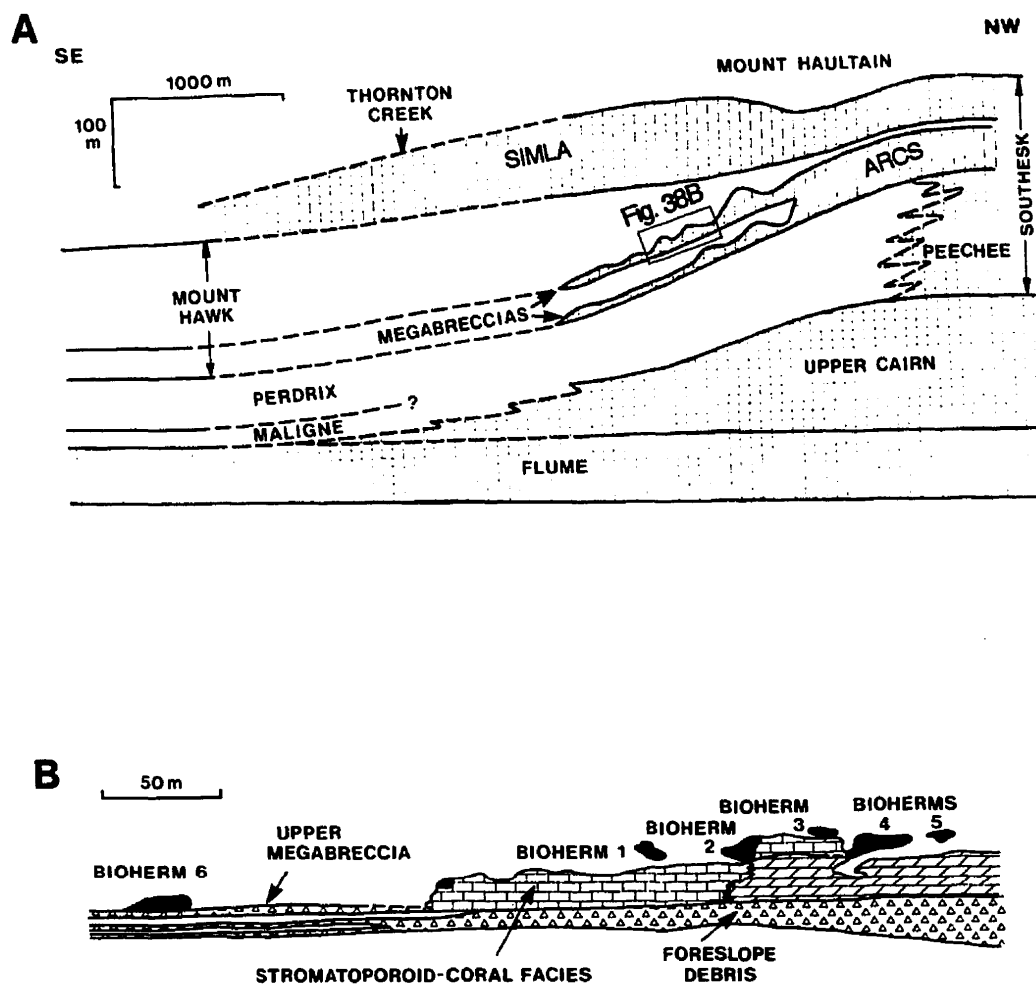 A
SE
NW
1000 m
100
m
THORNTON
CREEK
MOUNT HAULTAIN
SIMLA
ARCS
SOUTHESK
Fig. 38B
PEECHEE
MOUNT
HAWK
MEGABRECCIAS
UPPER CAIRN
PERDRIX
?
MALIGNE
FLUME
B
50 m
BIOHERM
3
BIOHERMS
4 5
UPPER
MEGABRECCIA
BIOHERM
2
BIOHERM 1
BIOHERM 6
STROMATOPOROID-CORAL FACIES
FORESLOPE
DEBRIS